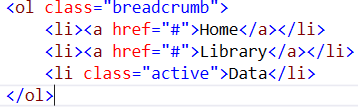 <ol class="breadcrumb">
    <li><a href="#">Home</a></li>
    <li><a href="#">Library</a></li>
    <li class="active">Data</li>
</ol>